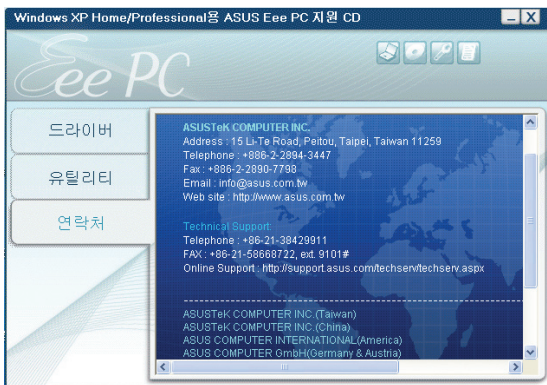 Windows XP Home/Professional용 ASUS Eee PC 지원 CD
Eee PC
드라이버
유틸리티
연락처
ASUSTeK COMPUTER INC.
Address : 15 Li-Te Road, Peitou, Taipei, Taiwan 11259
Telephone : +886-2-2894-3447
Fax : +886-2-2890-7798
Email : info@asus.com.tw
Web site : http://www.asus.com.tw
Technical Support
Telephone : +86-21-38429911
FAX : +86-21-58668722, ext. 9101#
Online Support : http://support.asus.com/techserv/techserv.aspx
ASUSTeK COMPUTER INC.(Taiwan)
ASUSTeK COMPUTER INC.(China)
ASUS COMPUTER INTERNATIONAL(America)
ASUS COMPUTER GmbH(Germany & Austria)